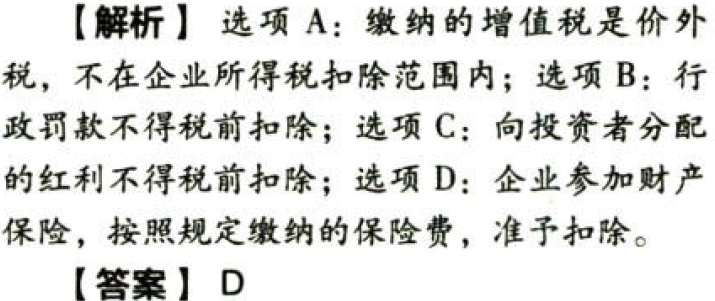 【解析】 选项 A：缴纳的增值税是价外
税，不在企业所得税扣除范围内；选项 B：行
政罚款不得税前扣除；选项 C：向投资者分配
的红利不得税前扣除；选项 D：企业参加财产
保险，按照规定缴纳的保险费，准予扣除。
【答案】 D